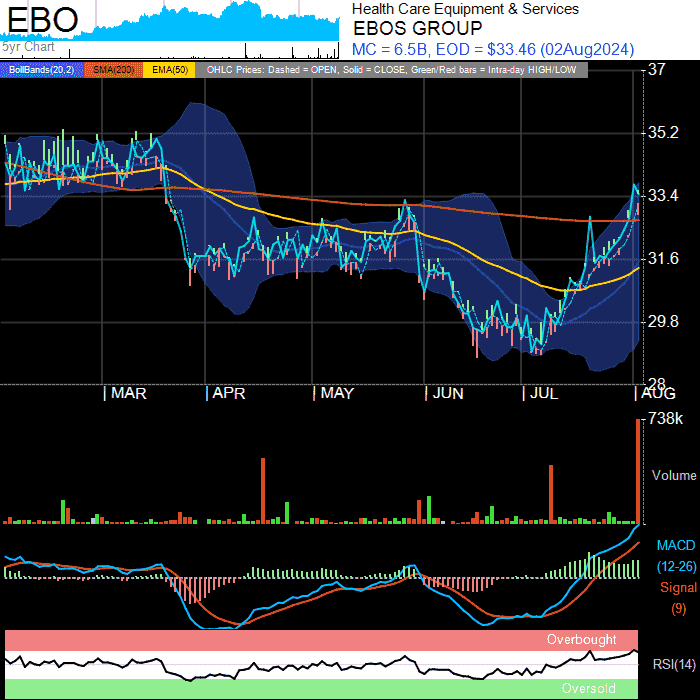 EBO
5yr Chart
Health Care Equipment & Services
EBOS GROUP
MC = 6.5B, EOD = $33.46 (02Aug2024)
BollBands(20,2) SMA(200) EMA(50) OHLC Prices: Dashed = OPEN, Solid = CLOSE, Green/Red bars = Intra-day HIGH/LOW
37
35.2
33.4
31.6
29.8
28
MAR APR MAY JUN JUL AUG
738k
Volume
MACD
(12-26)
Signal
(9)
Overbought
RSI(14)
Oversold